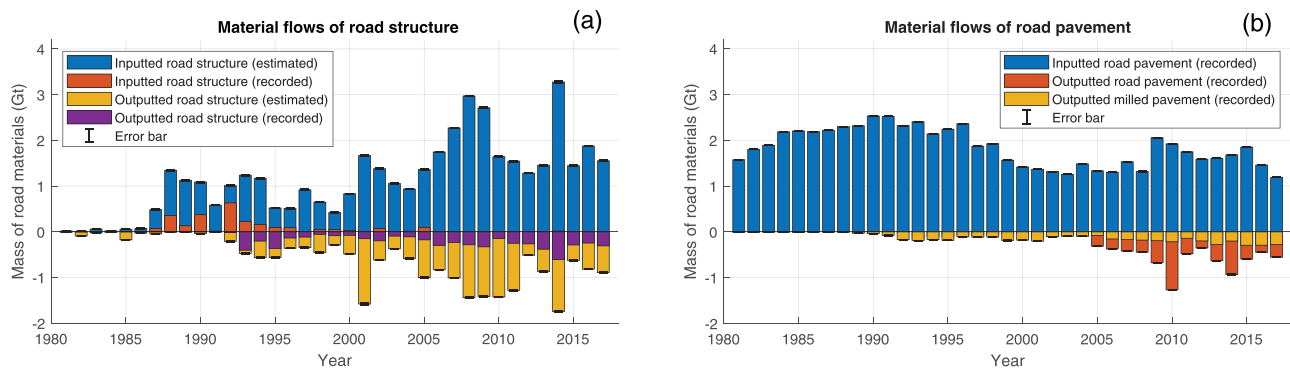 Material flows of road structure
(a)
Mass of road materials (Gt)
4
3
2
1
0
-1
-2
Inputted road structure (estimated)
Inputted road structure (recorded)
Outputted road structure (estimated)
Outputted road structure (recorded)
Error bar
1980 1985 1990 1995 2000 2005 2010 2015
Year
Material flows of road pavement
(b)
Mass of road materials (Gt)
4
3
2
1
0
-1
-2
Inputted road pavement (recorded)
Outputted road pavement (recorded)
Outputted milled pavement (recorded)
Error bar
1980 1985 1990 1995 2000 2005 2010 2015
Year